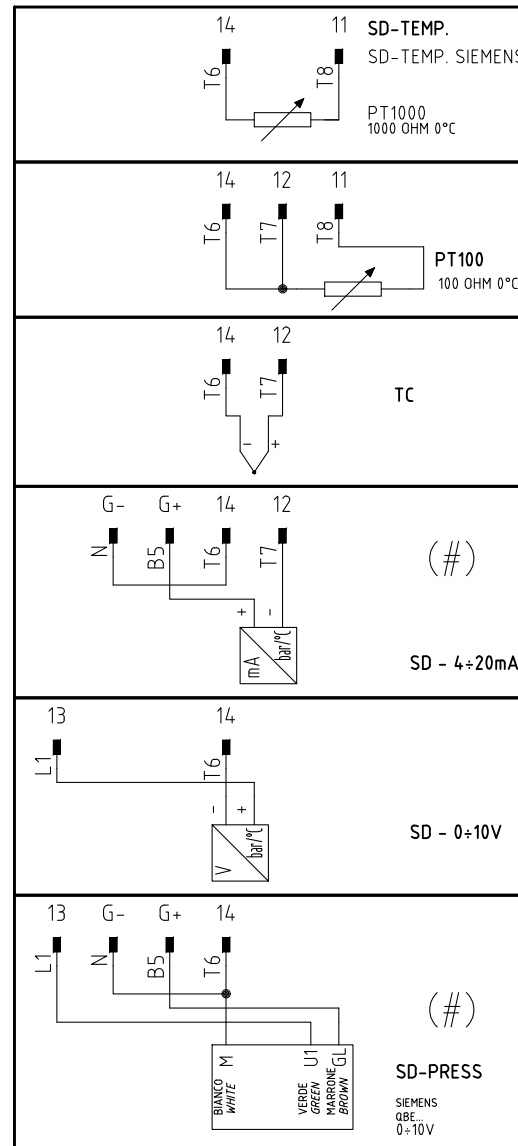 14 11 SD-TEMP.
SD-TEMP. SIEMENS
T6 T8
PT1000
1000 OHM 0°C
14 12 11
T6 T7 T8
PT100
100 OHM 0°C
14 12
T6 T7
TC
- +
G- G+ 14 12
N B5 T6 T7
(#)
+ -
mA bar/°C
SD - 4÷20mA
13 14
L1 T6
- +
V bar/°C
SD - 0÷10V
13 G- G+ 14
L1 N B5 T6
(#)
M U1 GL
BIANCO
WHITE
VERDE
GREEN
MARRONE
BROWN
SD-PRESS
SIEMENS
QBE...
0÷10V